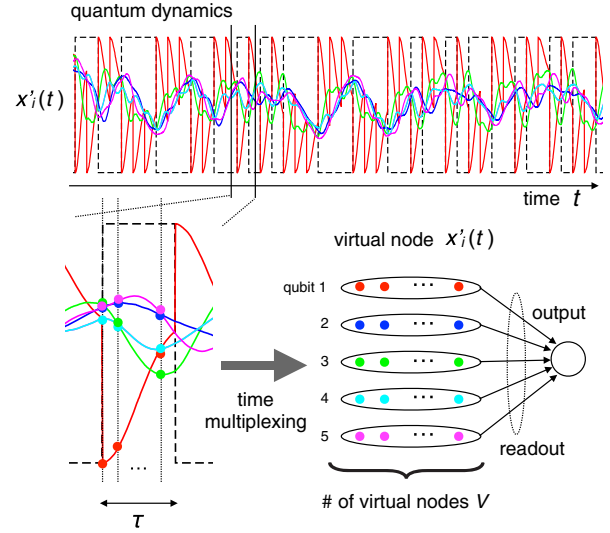 quantum dynamics
x'ᵢ(t)
time t
virtual node x'ᵢ(t)
qubit 1
...
output
2
...
3
...
time
multiplexing
4
...
...
5
...
readout
τ
# of virtual nodes V